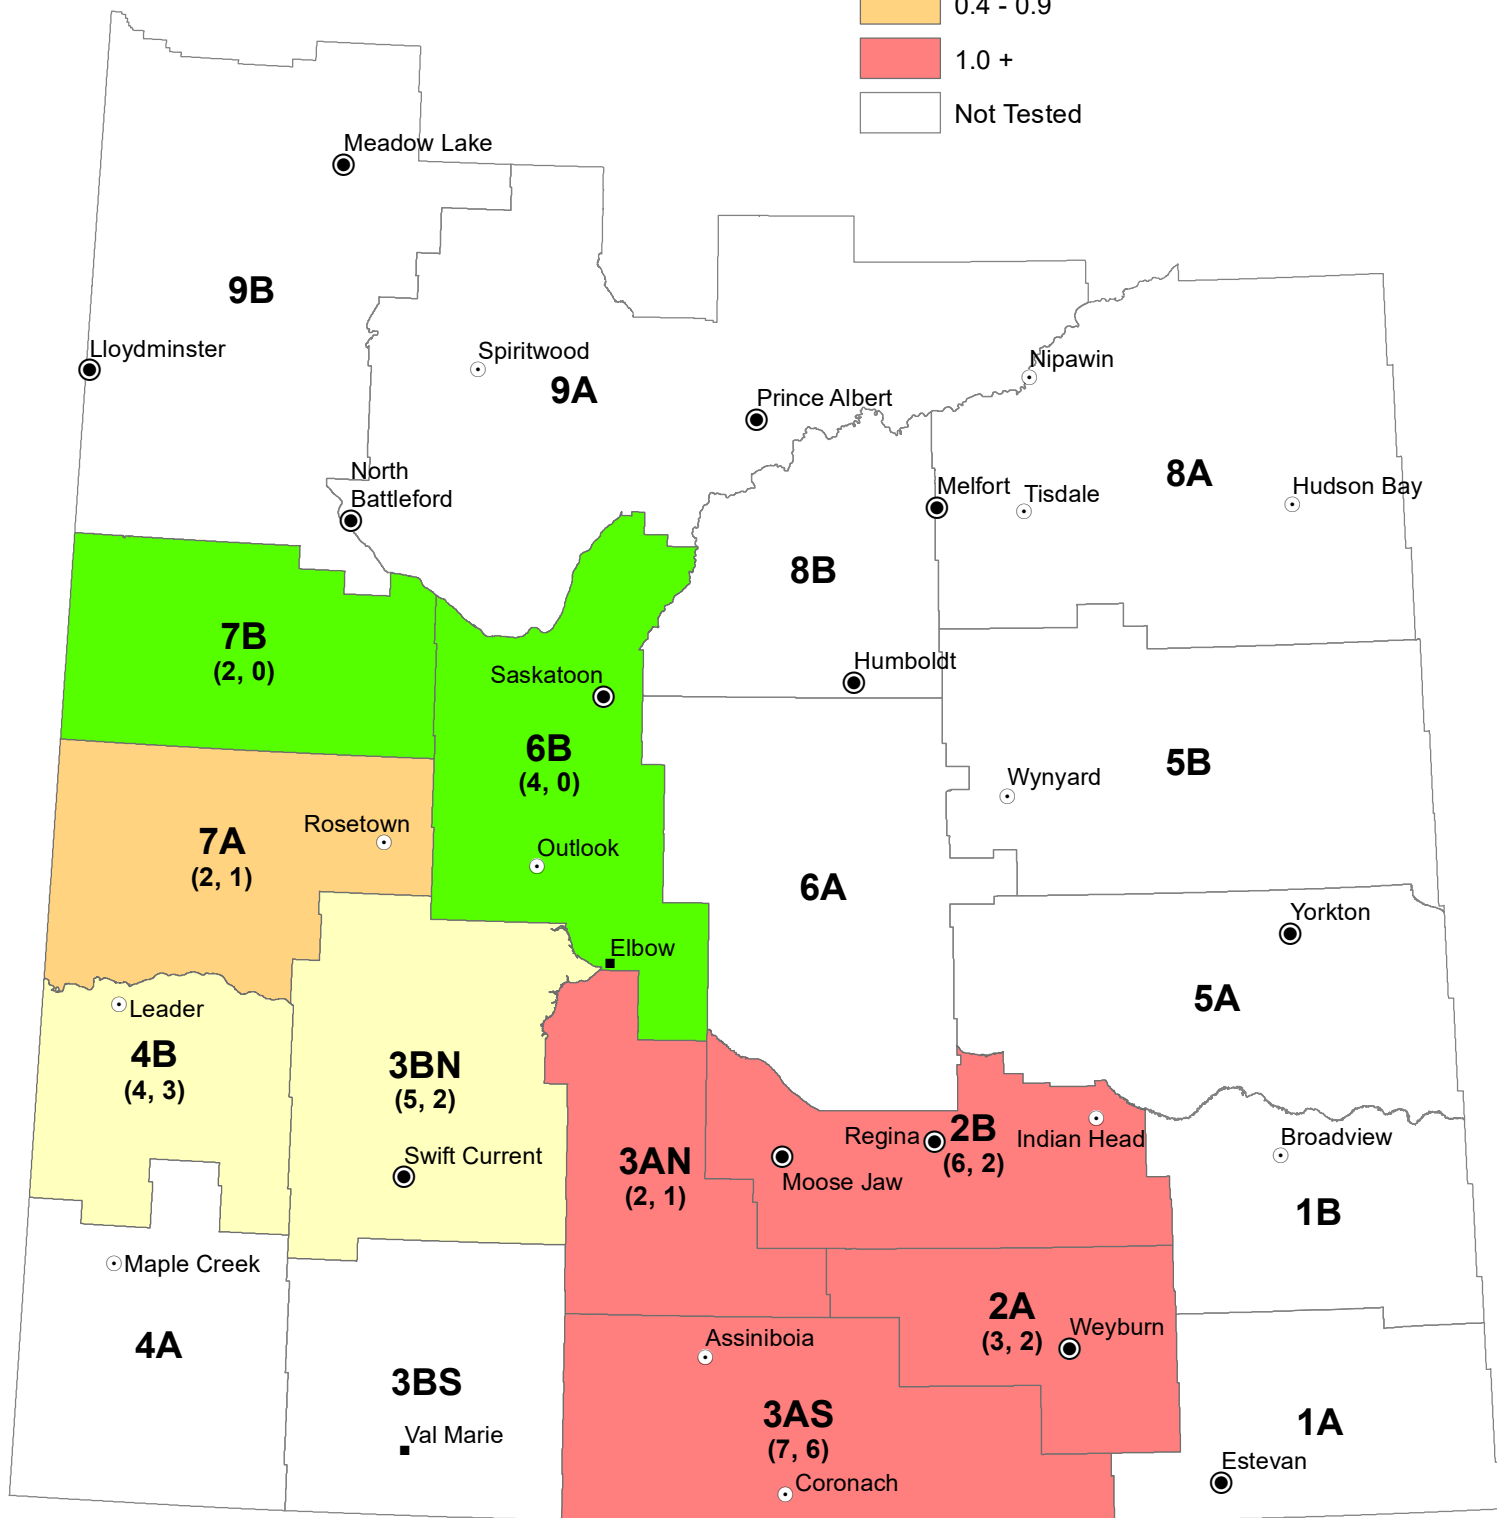 0.4 - 0.9
1.0 +
Not Tested
Meadow Lake
9B
Lloydminster
Spiritwood
9A
Nipawin
Prince Albert
North
Battleford
8A
Melfort
Tisdale
Hudson Bay
8B
7B
(2, 0)
Saskatoon
Humboldt
6B
(4, 0)
5B
Wynyard
7A
(2, 1)
Rosetown
Outlook
6A
Yorkton
Elbow
5A
Leader
4B
(4, 3)
3BN
(5, 2)
Swift Current
3AN
(2, 1)
Regina
2B
(6, 2)
Indian Head
Moose Jaw
Broadview
1B
Maple Creek
4A
2A
(3, 2)
Weyburn
Assiniboia
3BS
Val Marie
3AS
(7, 6)
Coronach
1A
Estevan